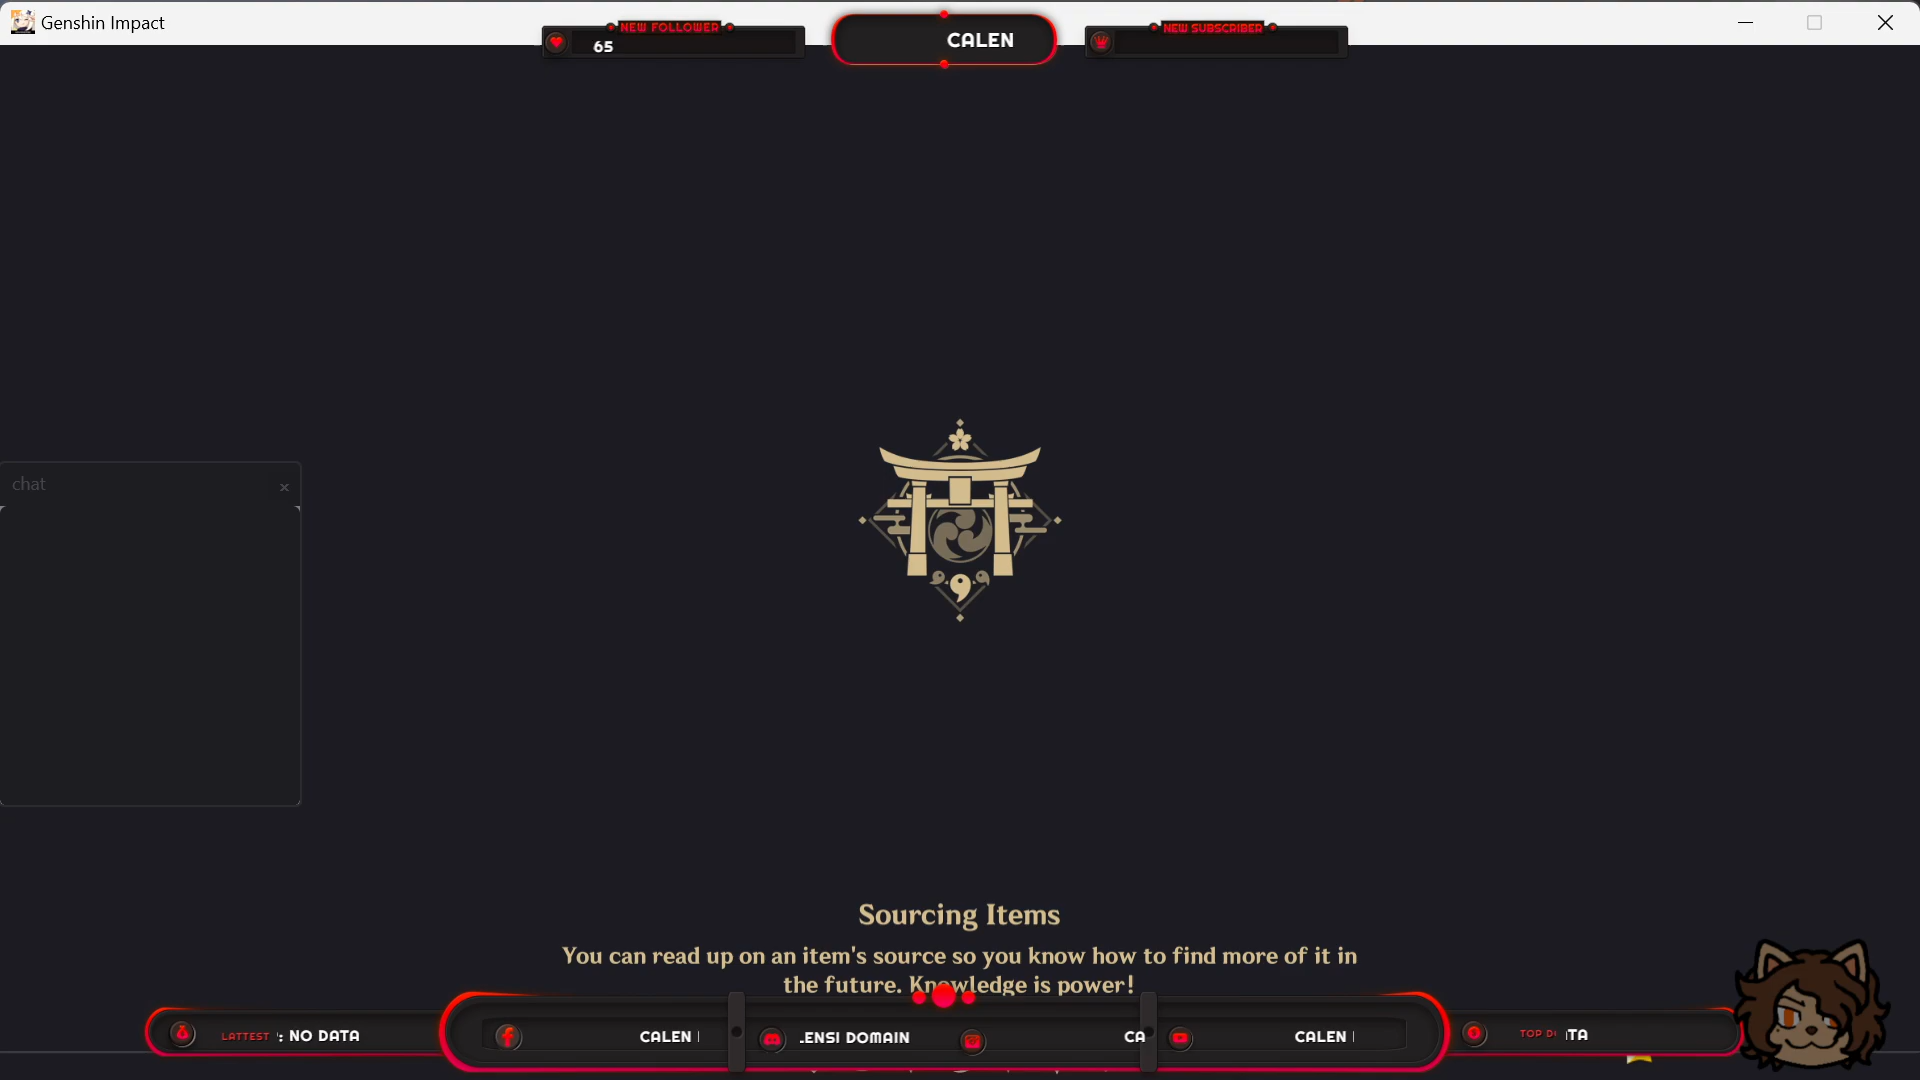 Genshin Impact
NEW FOLLOWER
65
CALEN
NEW SUBSCRIBER
chat
Sourcing Items
You can read up on an item's source so you know how to find more of it in
the future. Knowledge is power!
LATTEST : NO DATA
CALEN
ENSI DOMAIN
CA
CALEN
TOP D TA